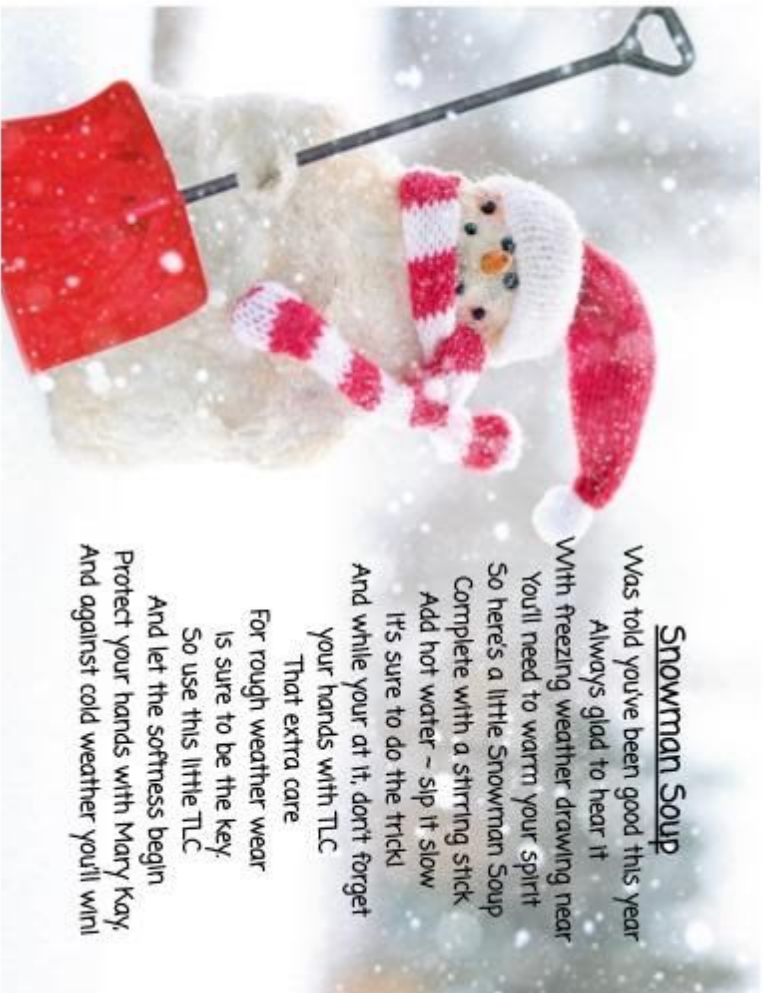 Snowman Soup
Was told you've been good this year
Always glad to hear it
With freezing weather drawing near
You'll need to warm your spirit
So here's a little Snowman Soup
Complete with a stirring stick
Add hot water ~ sip it slow
It's sure to do the trick!
And while your at it, don't forget
your hands with TLC
That extra care
For rough weather wear
Is sure to be the key.
So use this little TLC
And let the softness begin
Protect your hands with Mary Kay,
And against cold weather you'll win!